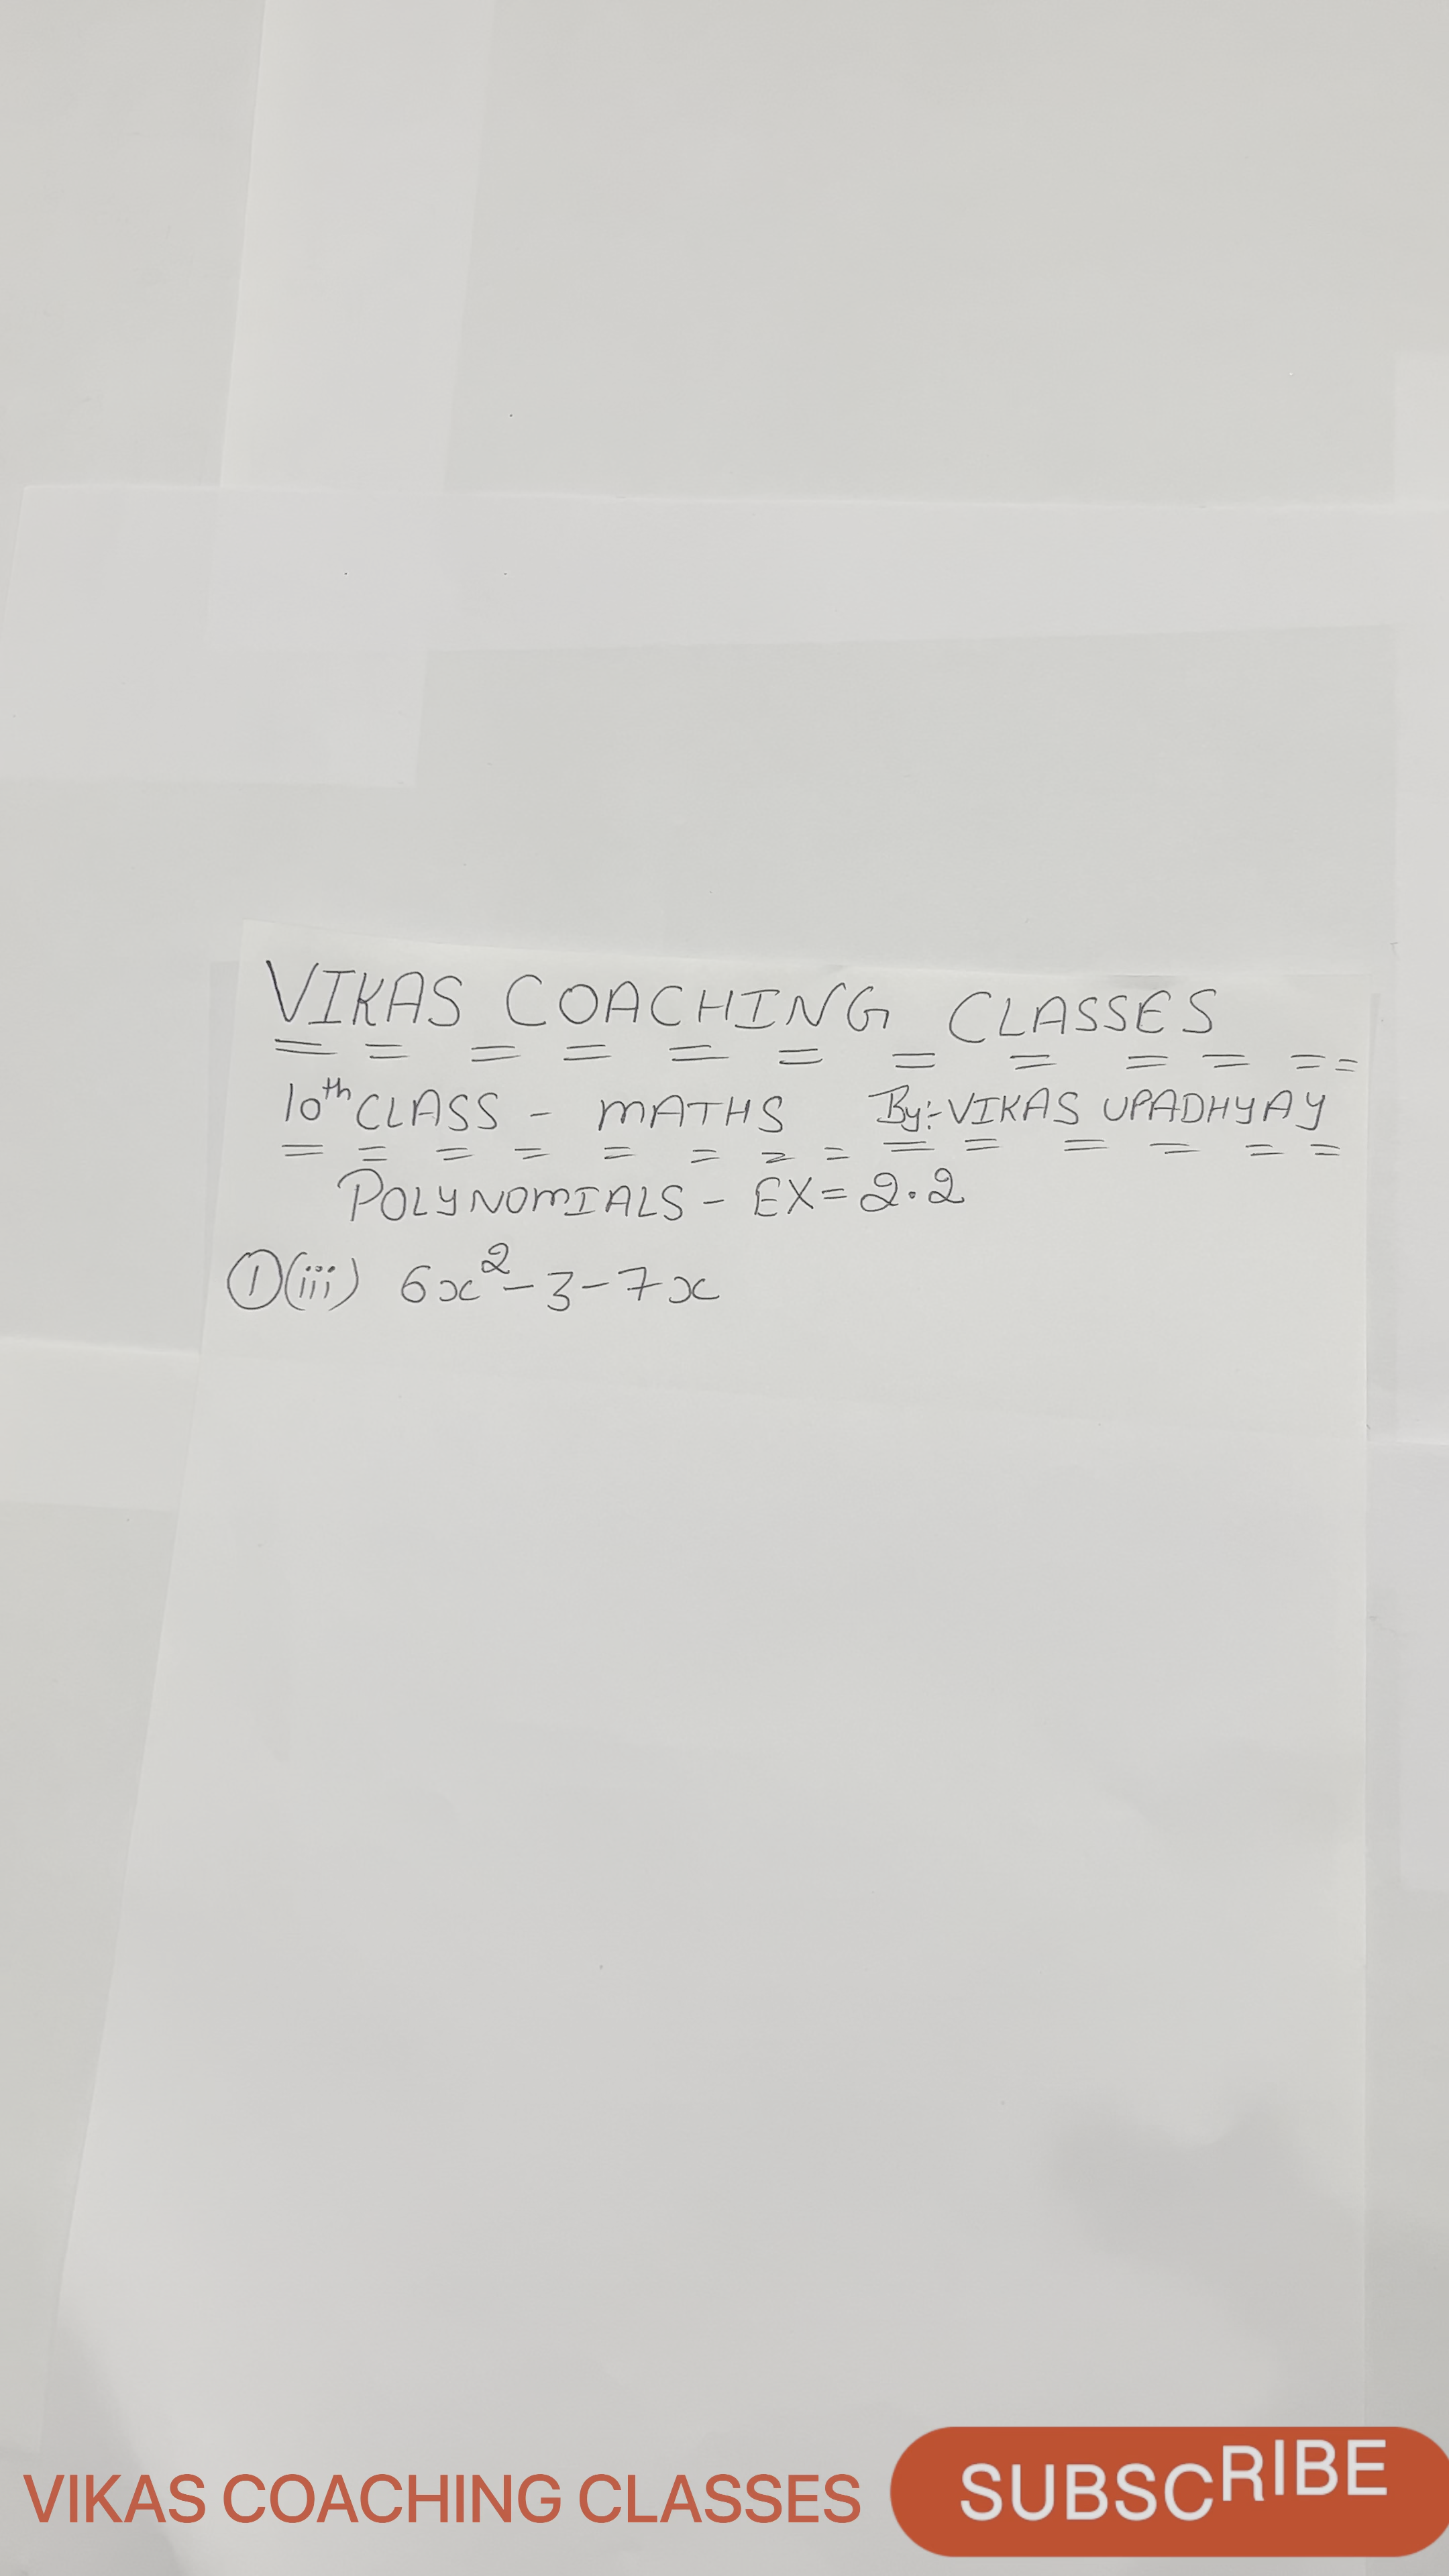 VIKAS COACHING CLASSES
10th CLASS - MATHS By:- VIKAS UPADHYAY
POLYNOMIALS - EX = 2.2
①(iii) 6x² - 3 - 7x
VIKAS COACHING CLASSES
SUBSCRIBE